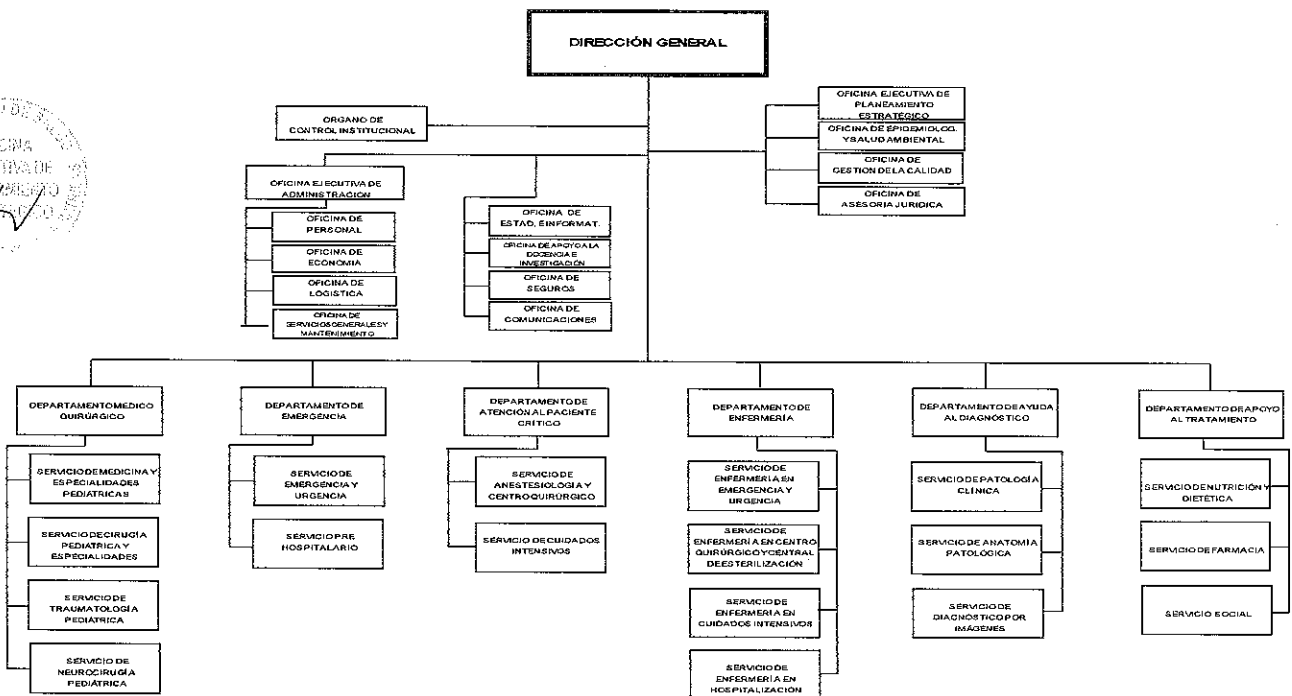 DIRECCIÓN GENERAL
ORGANO DE
CONTROL INSTITUCIONAL
OFICINA EJECUTIVA DE
PLANEAMIENTO
ESTRATÉGICO
OFICINA DE EPIDEMIOLOG.
Y SALUD AMBIENTAL
OFICINA DE
GESTION DE LA CALIDAD
OFICINA DE
ASESORIA JURIDICA
OFICINA EJECUTIVA DE
ADMINISTRACION
OFICINA DE
PERSONAL
OFICINA DE
ECONOMIA
OFICINA DE
LOGISTICA
OFICINA DE
SERVICIOS GENERALES Y
MANTENIMIENTO
OFICINA DE
ESTAD. E INFORMAT.
OFICINA DE APOYO A LA
DOCENCIA E
INVESTIGACIÓN
OFICINA DE
SEGUROS
OFICINA DE
COMUNICACIONES
DEPARTAMENTO MEDICO
QUIRÚRGICO
SERVICIO DE MEDICINA Y
ESPECIALIDADES
PEDIATRICAS
SERVICIO DE CIRUGÍA
PEDIATRICA Y
ESPECIALIDADES
SERVICIO DE
TRAUMATOLOGÍA
PEDIÁTRICA
SERVICIO DE
NEUROCIRUGÍA
PEDIÁTRICA
DEPARTAMENTO DE
EMERGENCIA
SERVICIO DE
EMERGENCIA Y
URGENCIA
SERVICIO PRE
HOSPITALARIO
DEPARTAMENTO DE
ATENCIÓN AL PACIENTE
CRÍTICO
SERVICIO DE
ANESTESIOLOGÍA Y
CENTRO QUIRÚRGICO
SERVICIO DE CUIDADOS
INTENSIVOS
DEPARTAMENTO DE
ENFERMERÍA
SERVICIO DE
ENFERMERÍA EN
EMERGENCIA Y
URGENCIA
SERVICIO DE
ENFERMERÍA EN CENTRO
QUIRÚRGICO Y CENTRAL
DE ESTERILIZACIÓN
SERVICIO DE
ENFERMERÍA EN
CUIDADOS INTENSIVOS
SERVICIO DE
ENFERMERÍA EN
HOSPITALIZACIÓN
DEPARTAMENTO DE AYUDA
AL DIAGNÓSTICO
SERVICIO DE PATOLOGÍA
CLÍNICA
SERVICIO DE ANATOMÍA
PATOLÓGICA
SERVICIO DE
DIAGNOSTICO POR
IMÁGENES
DEPARTAMENTO DE APOYO
AL TRATAMIENTO
SERVICIO DE NUTRICIÓN Y
DIETÉTICA
SERVICIO DE FARMACIA
SERVICIO SOCIAL